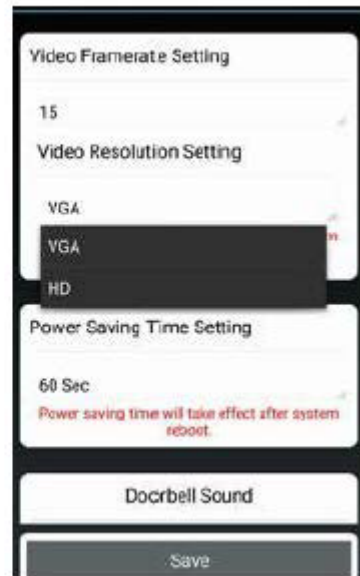 Video Framerate Setting
15
Video Resolution Setting
VGA
VGA
HD
Power Saving Time Setting
60 Sec
Power saving time will take effect after system
reboot.
Doorbell Sound
Save